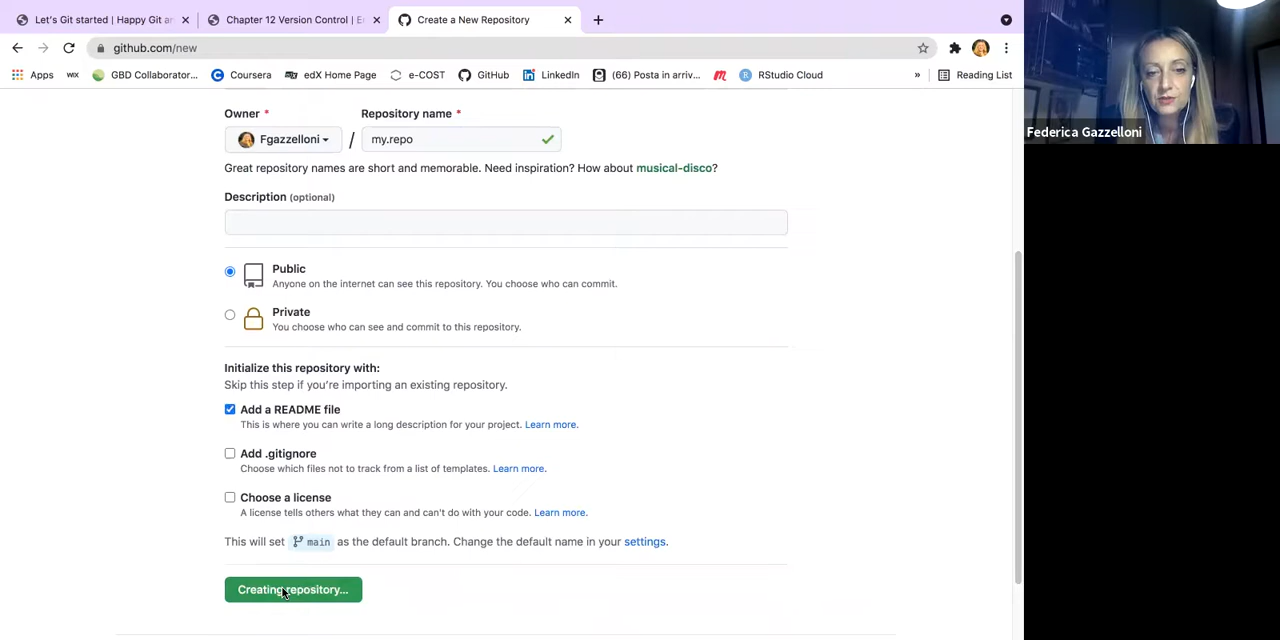 Let's Git started | Happy Git an
Chapter 12 Version Control | E
Create a New Repository
github.com/new
Apps
WIX
GBD Collaborator...
Coursera
edX Home Page
e-COST
GitHub
LinkedIn
(66) Posta in arriv...
RStudio Cloud
»
Reading List
Owner *
Repository name *
Fgazzelloni
/
my.repo
Great repository names are short and memorable. Need inspiration? How about musical-disco?
Description (optional)
Public
Anyone on the internet can see this repository. You choose who can commit.
Private
You choose who can see and commit to this repository.
Initialize this repository with:
Skip this step if you're importing an existing repository.
Add a README file
This is where you can write a long description for your project. Learn more.
Add .gitignore
Choose which files not to track from a list of templates. Learn more.
Choose a license
A license tells others what they can and can't do with your code. Learn more.
This will set main as the default branch. Change the default name in your settings.
Creating repository...
Federica Gazzelloni